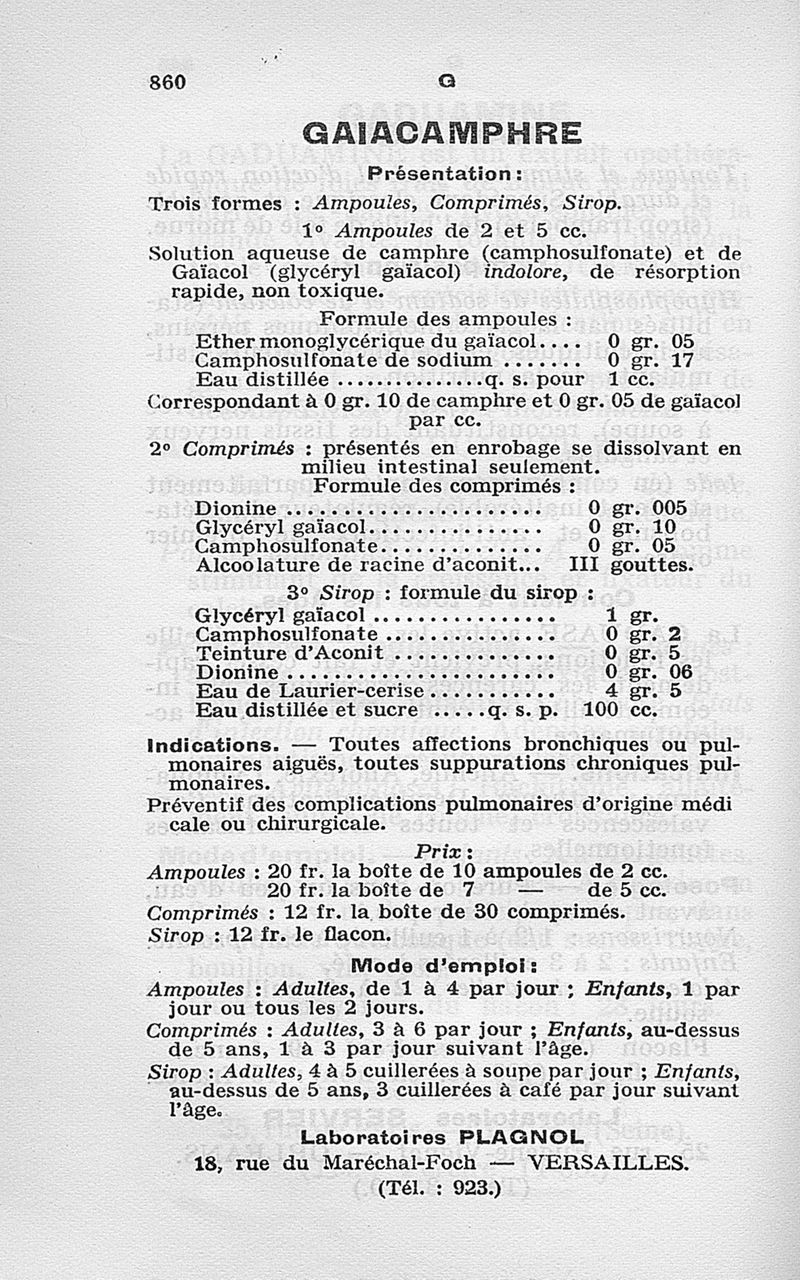 860 G
GAIACAMPHRE
Présentation :
Trois formes : Ampoules, Comprimés, Sirop.
1° Ampoules de 2 et 5 cc.
Solution aqueuse de camphre (camphosulfonate) et de
Gaïacol (glycéryl gaïacol) indolore, de résorption
rapide, non toxique.
Formule des ampoules :
Ether monoglycérique du gaïacol.... 0 gr. 05
Camphosulfonate de sodium ........ 0 gr. 17
Eau distillée ...............q. s. pour 1 cc.
Correspondant à 0 gr. 10 de camphre et 0 gr. 05 de gaïacol
par cc.
2° Comprimés : présentés en enrobage se dissolvant en
milieu intestinal seulement.
Formule des comprimés :
Dionine ........................ 0 gr. 005
Glycéryl gaïacol................ 0 gr. 10
Camphosulfonate............... 0 gr. 05
Alcoolature de racine d'aconit... III gouttes.
3° Sirop : formule du sirop :
Glycéryl gaïacol ................. 1 gr.
Camphosulfonate ................ 0 gr. 2
Teinture d'Aconit ............... 0 gr. 5
Dionine ........................ 0 gr. 06
Eau de Laurier-cerise ............ 4 gr. 5
Eau distillée et sucre .....q. s. p. 100 cc.
Indications. — Toutes affections bronchiques ou pul-
monaires aiguës, toutes suppurations chroniques pul-
monaires.
Préventif des complications pulmonaires d'origine médi
cale ou chirurgicale.
Prix :
Ampoules : 20 fr. la boîte de 10 ampoules de 2 cc.
20 fr. la boîte de 7 — de 5 cc.
Comprimés : 12 fr. la boîte de 30 comprimés.
Sirop : 12 fr. le flacon.
Mode d'emploi :
Ampoules : Adultes, de 1 à 4 par jour ; Enfants, 1 par
jour ou tous les 2 jours.
Comprimés : Adultes, 3 à 6 par jour ; Enfants, au-dessus
de 5 ans, 1 à 3 par jour suivant l'âge.
Sirop : Adultes, 4 à 5 cuillerées à soupe par jour ; Enfants,
au-dessus de 5 ans, 3 cuillerées à café par jour suivant
l'âge.
Laboratoires PLAGNOL
18, rue du Maréchal-Foch — VERSAILLES.
(Tél. : 923.)